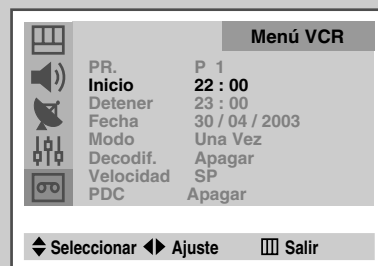 Menú VCR
PR. P 1
Inicio 22 : 00
Detener 23 : 00
Fecha 30 / 04 / 2003
Modo Una Vez
Decodif. Apagar
Velocidad SP
PDC Apagar
Seleccionar Ajuste Salir